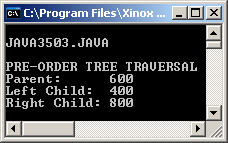 C:\Program Files\Xinox ...
JAVA3503.JAVA
PRE-ORDER TREE TRAVERSAL
Parent: 600
Left Child: 400
Right Child: 800